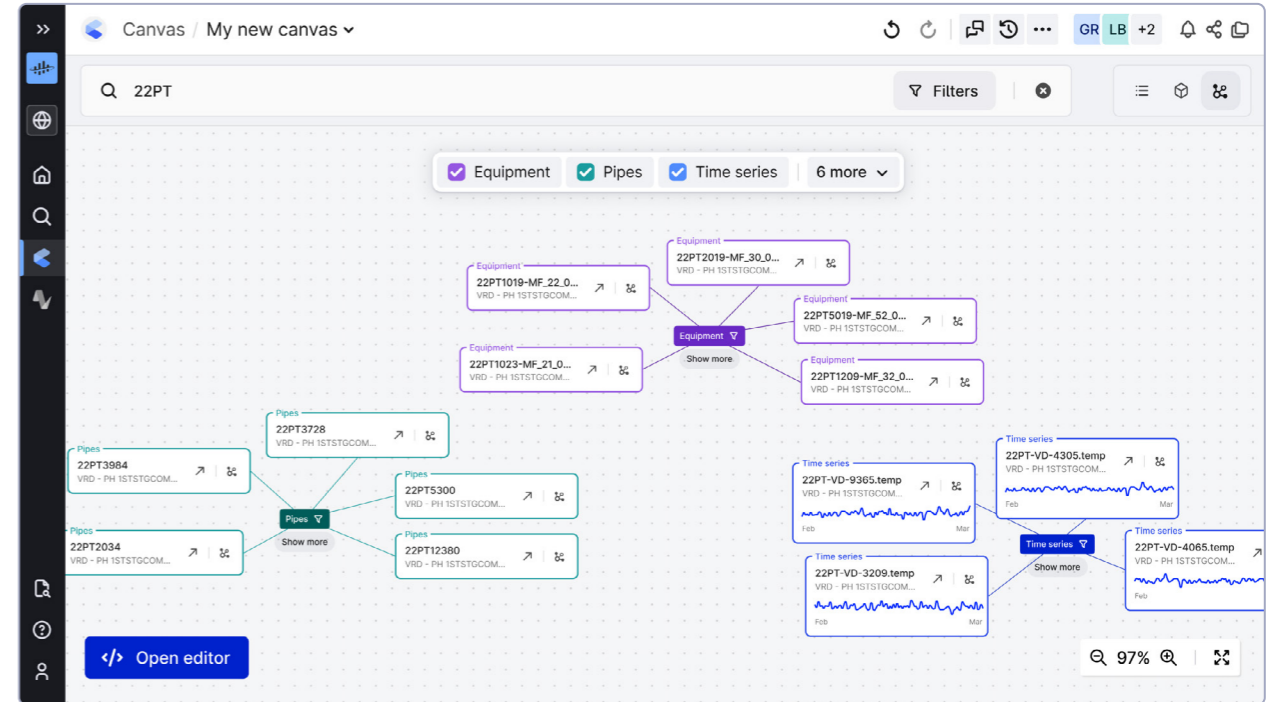 Canvas / My new canvas
GR LB +2
22PT
Filters
Equipment
Pipes
Time series
6 more
Equipment
22PT2019-MF_30_0...
VRD - PH 1STSTGCOM...
Equipment
22PT1019-MF_22_0...
VRD - PH 1STSTGCOM...
Equipment
22PT5019-MF_52_0...
VRD - PH 1STSTGCOM...
Equipment
Show more
Equipment
22PT1023-MF_21_0...
VRD - PH 1STSTGCOM...
Equipment
22PT1209-MF_32_0...
VRD - PH 1STSTGCOM...
Pipes
22PT3728
VRD - PH 1STSTGCOM...
Pipes
22PT3984
VRD - PH 1STSTGCOM...
Pipes
22PT5300
VRD - PH 1STSTGCOM...
Pipes
Show more
Pipes
22PT2034
VRD - PH 1STSTGCOM...
Pipes
22PT12380
VRD - PH 1STSTGCOM...
Time series
22PT-VD-4305.temp
VRD - PH 1STSTGCOM...
Feb
Mar
Time series
22PT-VD-9365.temp
VRD - PH 1STSTGCOM...
Feb
Mar
Time series
Show more
Time series
22PT-VD-4065.temp
VRD - PH 1STSTGCOM...
Feb
Time series
22PT-VD-3209.temp
VRD - PH 1STSTGCOM...
Feb
Mar
</> Open editor
97%